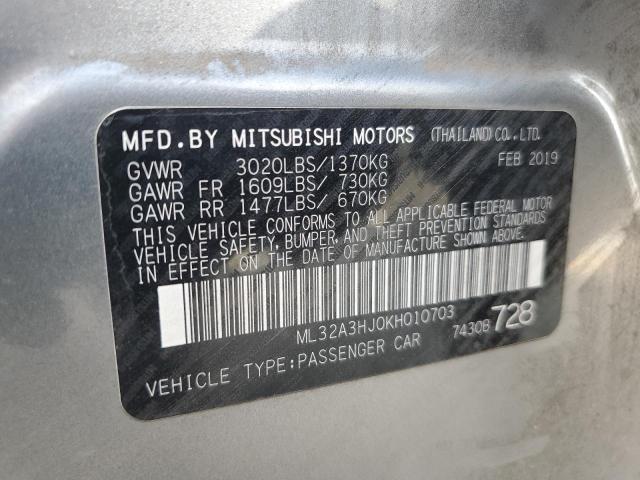 MFD.BY MITSUBISHI MOTORS (THAILAND) CO.,LTD.
GVWR 3020LBS/1370KG FEB 2019
GAWR FR 1609LBS/ 730KG
GAWR RR 1477LBS/ 670KG
THIS VEHICLE CONFORMS TO ALL APPLICABLE FEDERAL MOTOR
VEHICLE SAFETY, BUMPER, AND THEFT PREVENTION STANDARDS
IN EFFECT ON THE DATE OF MANUFACTURE SHOWN ABOVE.
ML32A3HJ0KH010703
7430B 728
VEHICLE TYPE:PASSENGER CAR